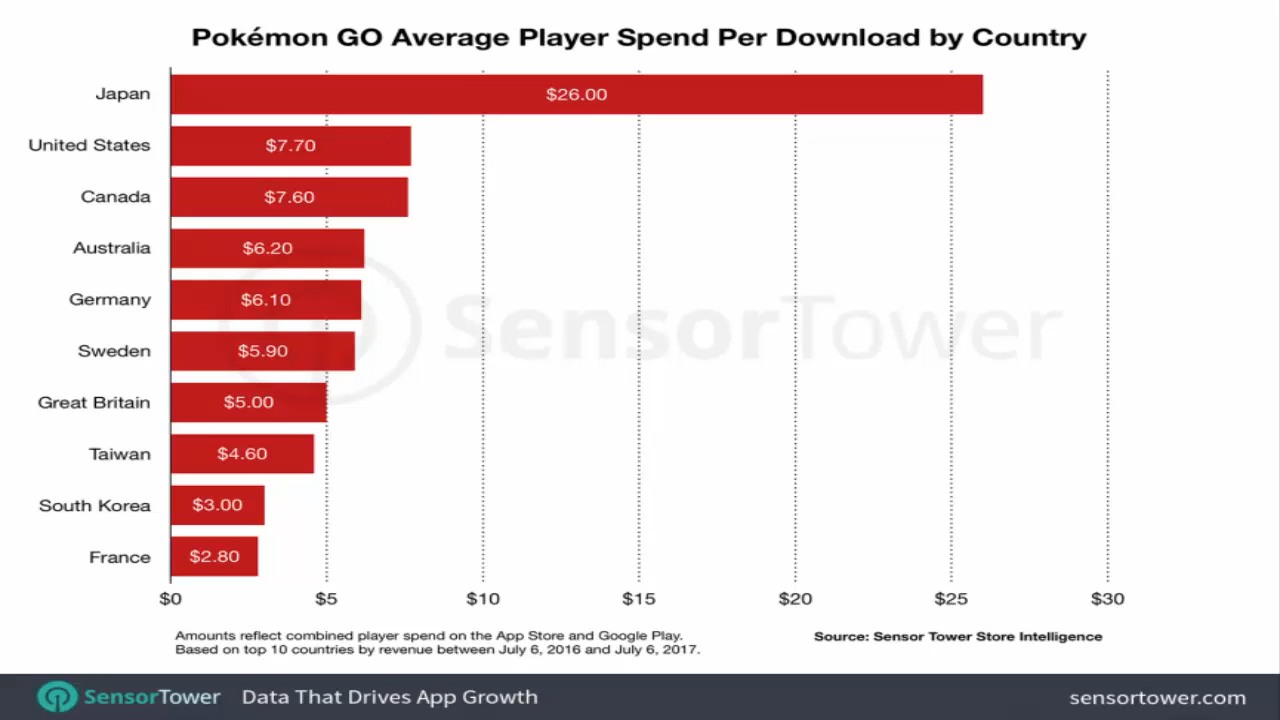 Pokémon GO Average Player Spend Per Download by Country
Japan $26.00
United States $7.70
Canada $7.60
Australia $6.20
Germany $6.10
Sweden $5.90
Great Britain $5.00
Taiwan $4.60
South Korea $3.00
France $2.80
$0 $5 $10 $15 $20 $25 $30
SensorTower
Amounts reflect combined player spend on the App Store and Google Play.
Based on top 10 countries by revenue between July 6, 2016 and July 6, 2017.
Source: Sensor Tower Store Intelligence
SensorTower Data That Drives App Growth
sensortower.com